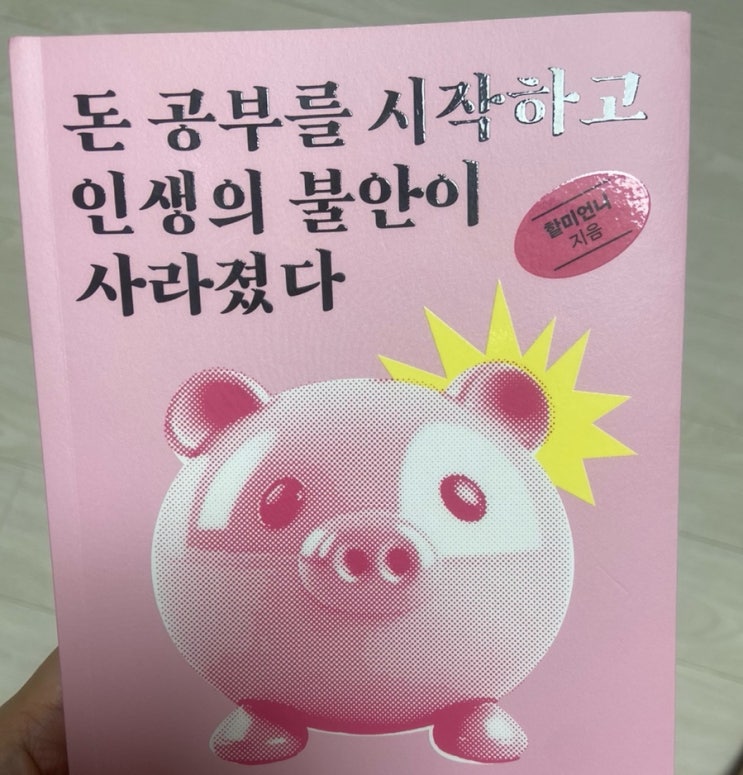 돈 공부를 시작하고
인생의 불안이
사라졌다
할미언니
지음